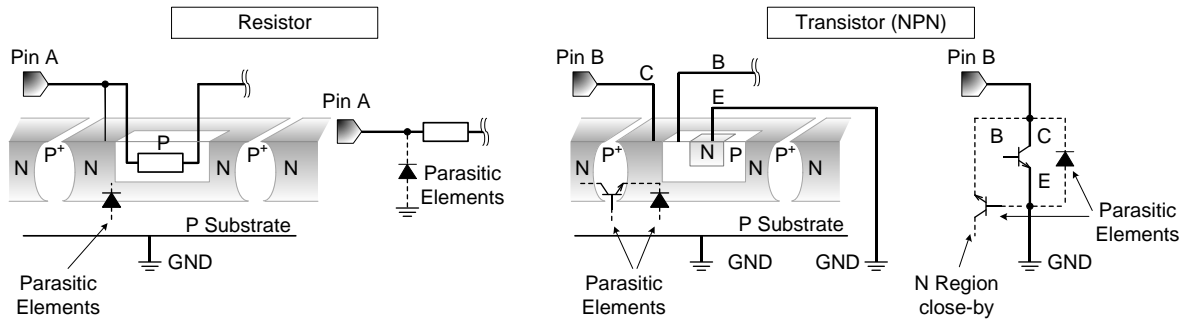 Resistor
Transistor (NPN)
Pin A
Pin A
Pin B
Pin B
C
B
E
B
C
E
N
P+
N
P
P+
N
N
N
P+
N
N
P
P+
N
Parasitic
Elements
P Substrate
GND
Parasitic
Elements
GND
GND
Parasitic
Elements
Parasitic
Elements
N Region
close-by
GND